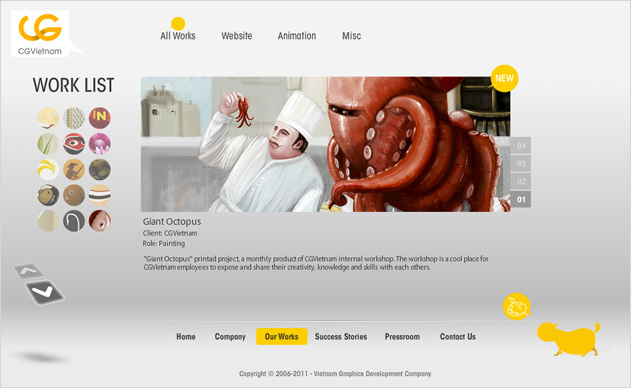 CG
CGVietnam
All Works
Website
Animation
Misc
WORK LIST
IN
NEW
04
03
02
01
Giant Octopus
Client: CGVietnam
Role: Painting
"Giant Octopus" printad project, a monthly product of CGVietnam internal workshop. The workshop is a cool place for
CGVietnam employees to expose and share their creativity, knowledge and skills with each others.
Home
Company
Our Works
Success Stories
Pressroom
Contact Us
Copyright © 2006-2011 - Vietnam Graphics Development Company.